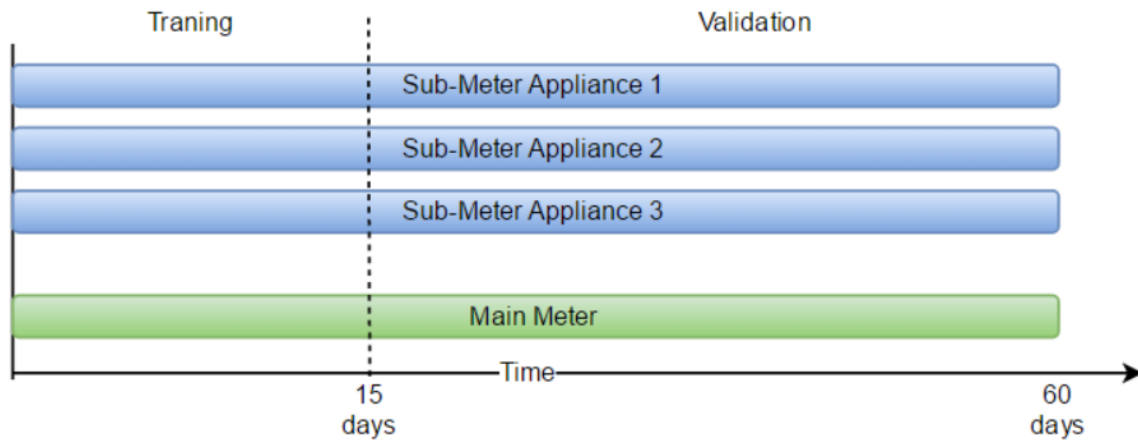 Traning
Validation
Sub-Meter Appliance 1
Sub-Meter Appliance 2
Sub-Meter Appliance 3
Main Meter
Time
15
days
60
days